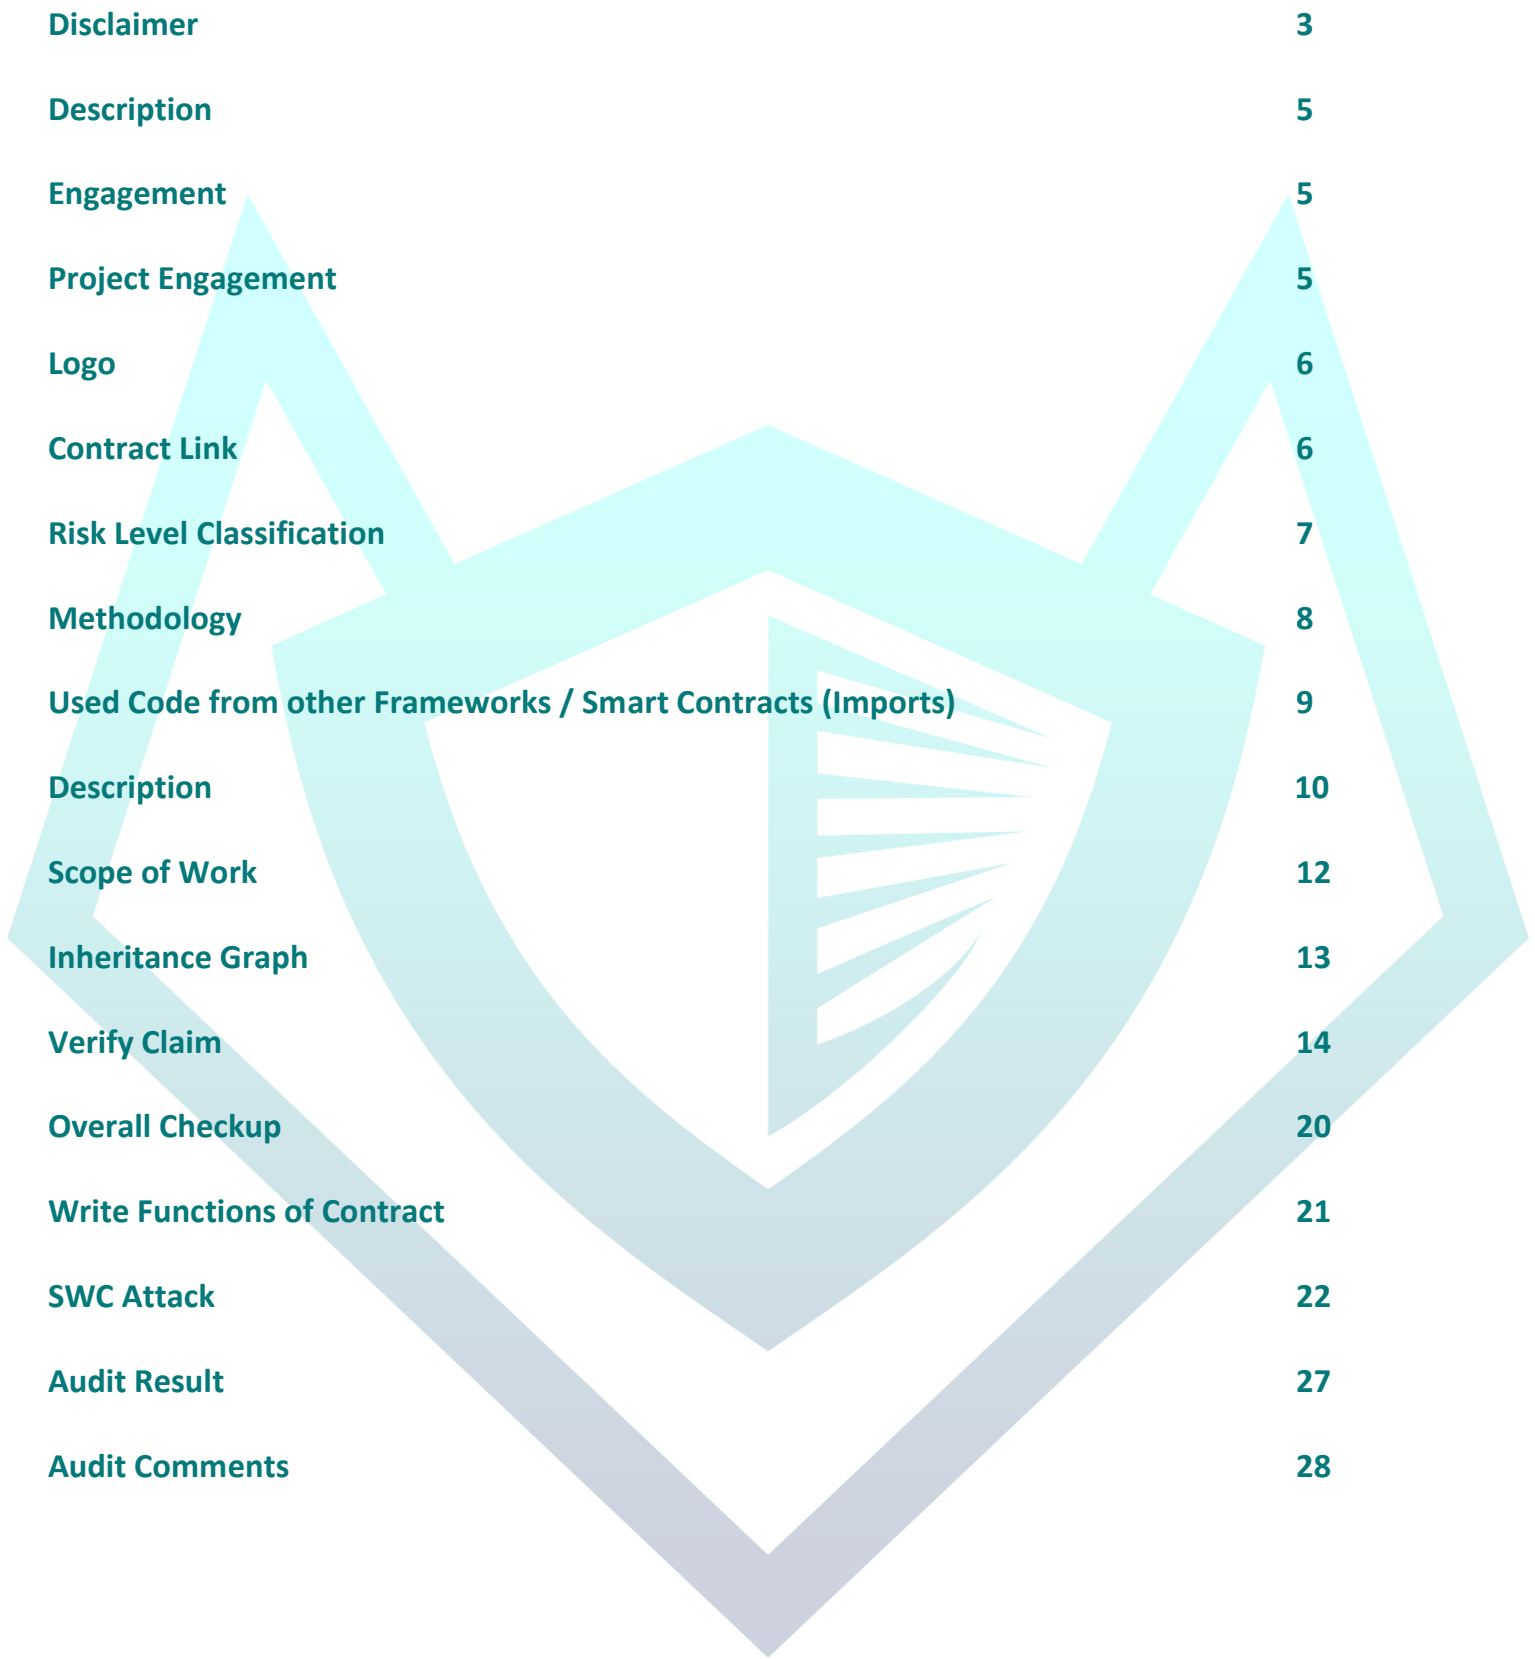 Disclaimer 3
Description 5
Engagement 5
Project Engagement 5
Logo 6
Contract Link 6
Risk Level Classification 7
Methodology 8
Used Code from other Frameworks / Smart Contracts (Imports) 9
Description 10
Scope of Work 12
Inheritance Graph 13
Verify Claim 14
Overall Checkup 20
Write Functions of Contract 21
SWC Attack 22
Audit Result 27
Audit Comments 28